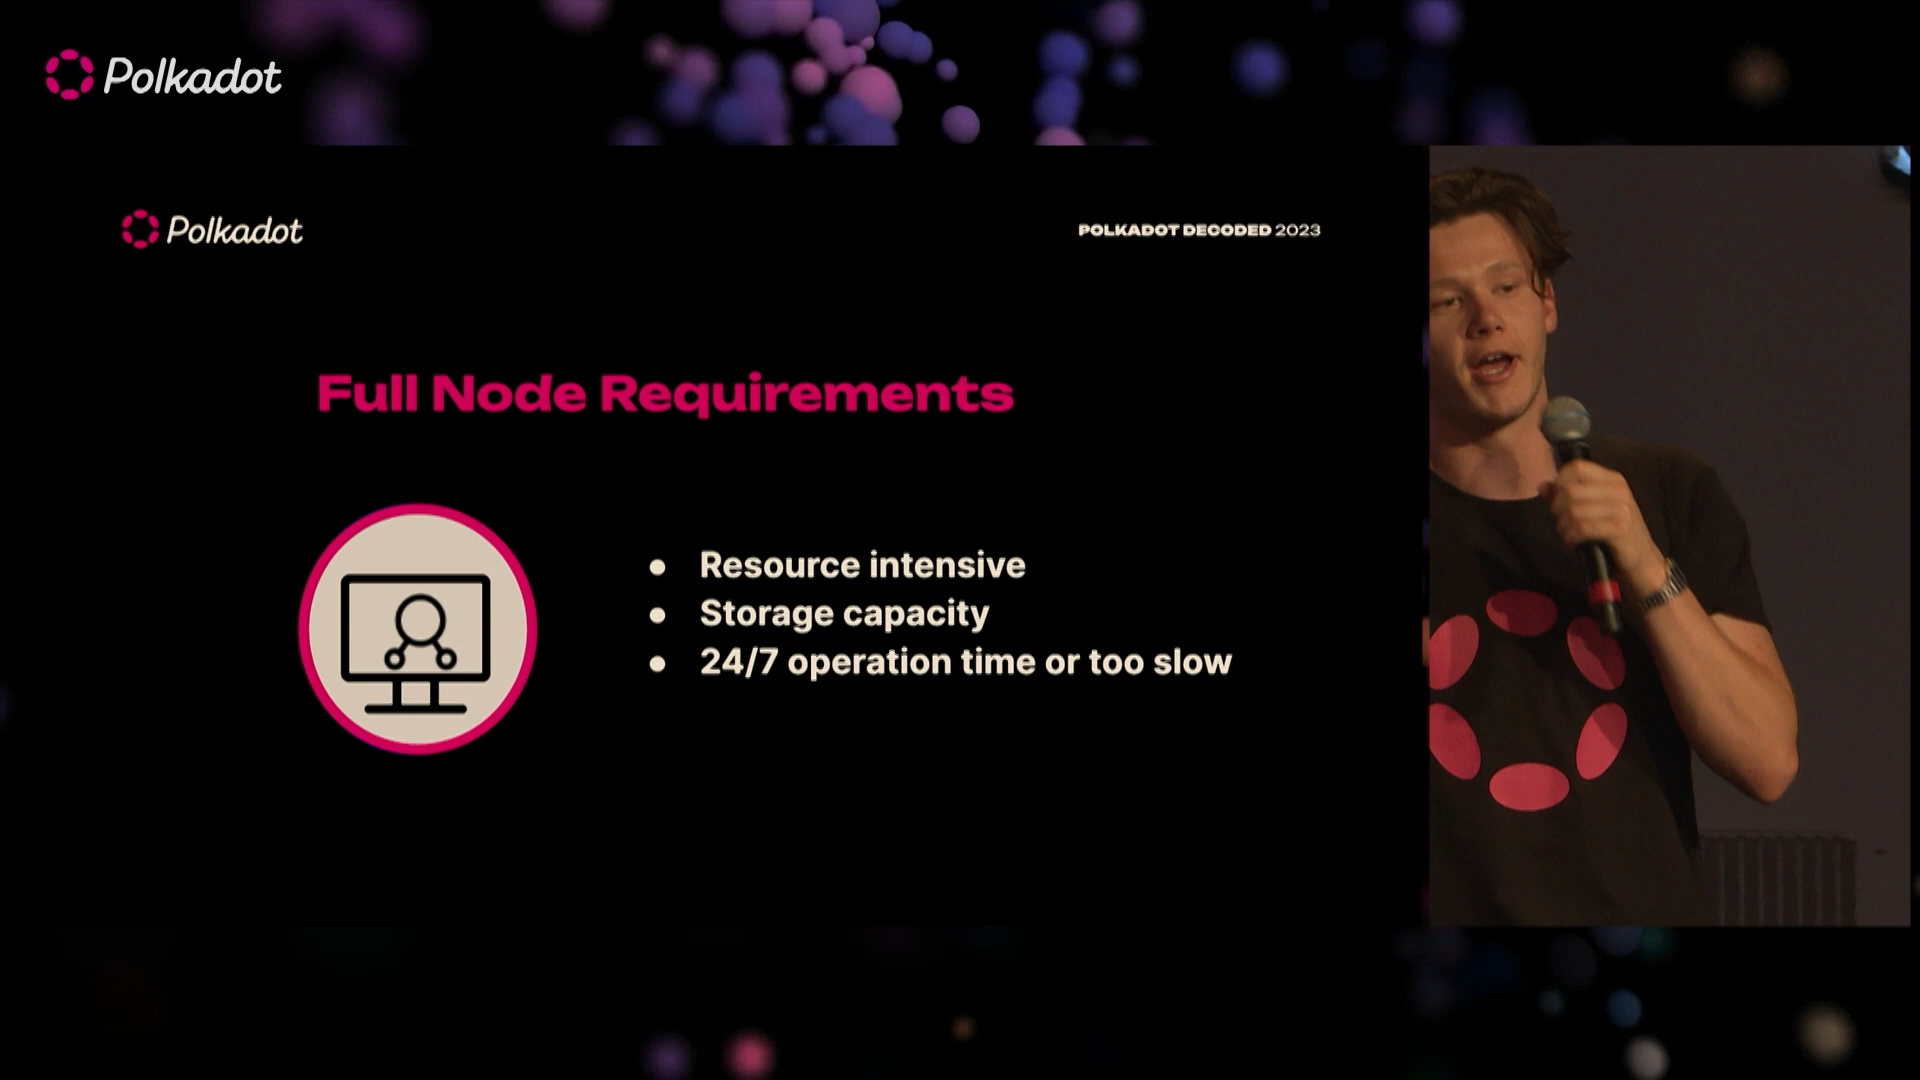 Polkadot
Polkadot
POLKADOT DECODED 2023
Full Node Requirements
• Resource intensive
• Storage capacity
• 24/7 operation time or too slow